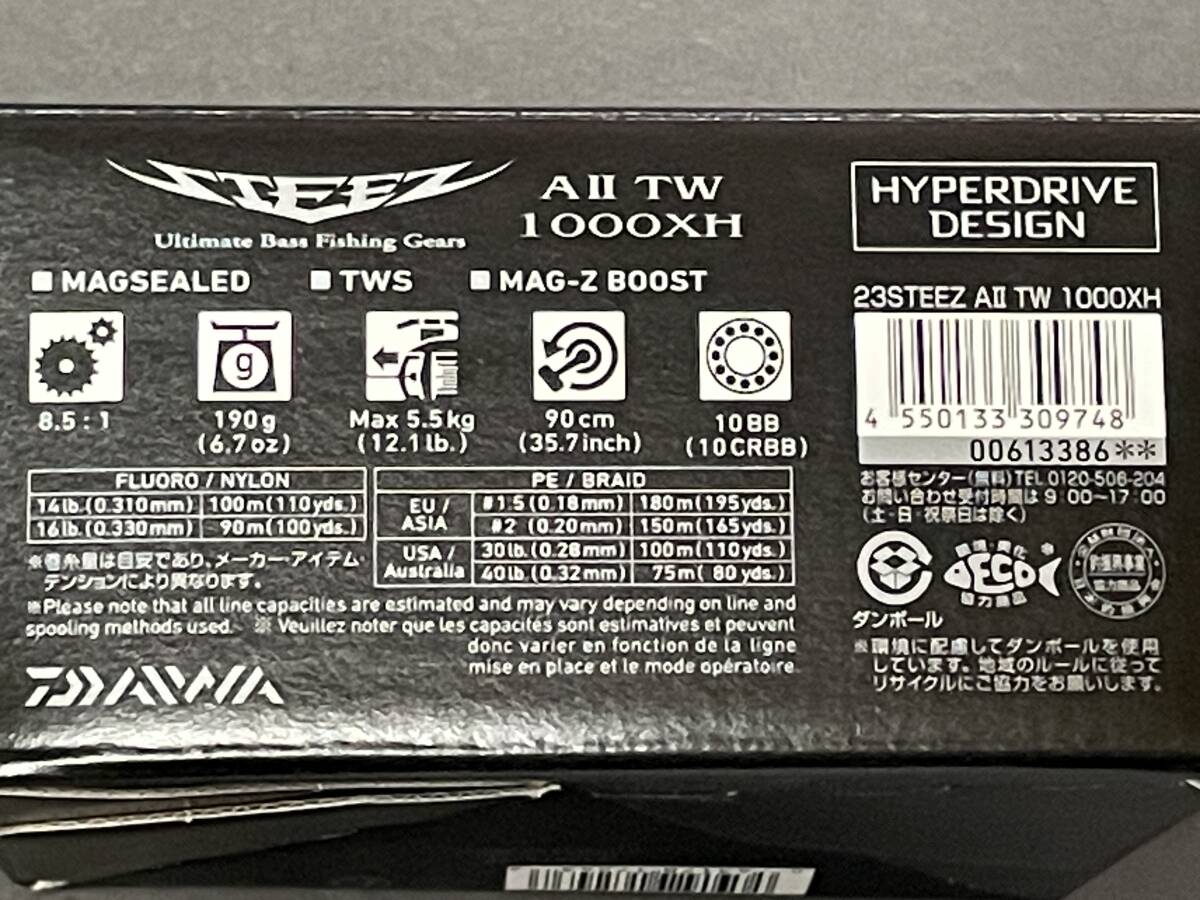 STEEZ
Ultimate Bass Fishing Gears
AII TW
1000XH
HYPERDRIVE
DESIGN
■ MAGSEALED ■ TWS ■ MAG-Z BOOST
g
8.5 : 1
190g
(6.7oz)
Max 5.5kg
(12.1lb.)
90cm
(35.7inch)
10BB
(10CRBB)
23STEEZ AII TW 1000XH
4 550133 309748
00613386**
FLUORO / NYLON
14lb.(0.310mm) 100m(110yds.)
16lb.(0.330mm) 90m(100yds.)
PE / BRAID
EU / ASIA
#1.5 (0.18mm) 180m(195yds.)
#2 (0.20mm) 150m(165yds.)
USA / Australia
30lb.(0.28mm) 100m(110yds.)
40lb.(0.32mm) 75m( 80yds.)
※巻糸量は目安であり、メーカー・アイテム・
テンションにより異なります。
※Please note that all line capacities are estimated and may vary depending on line and
spooling methods used. ※ Veuillez noter que les capacités sont estimatives et peuvent
donc varier en fonction de la ligne
mise en place et le mode opératoire.
DAIWA
お客様センター(無料)TEL 0120-506-204
お問い合わせ受付時間は9:00〜17:00
(土・日・祝祭日は除く)
ダンボール
環境・美化
DECO
協力商品
※環境に配慮してダンボールを使用
しています。地域のルールに従って
リサイクルにご協力をお願いします。